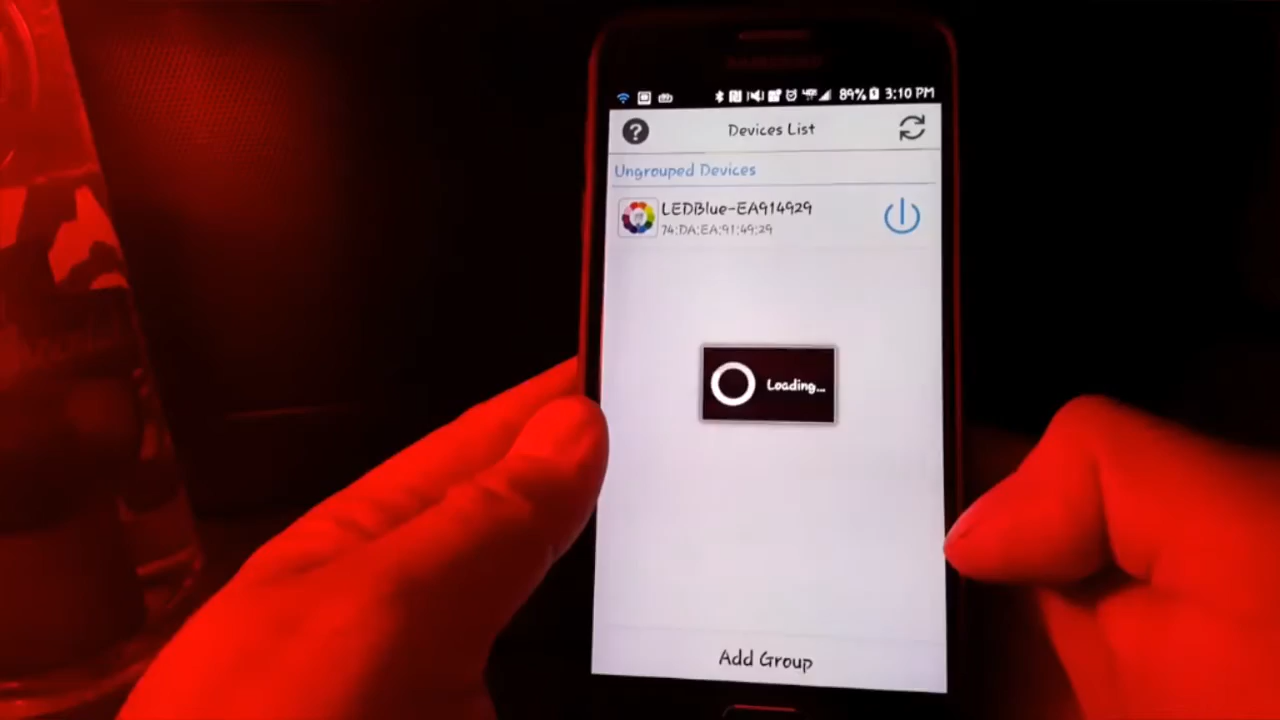 SAMSUNG
89% 3:10 PM
Devices List
Ungrouped Devices
LEDBlue-EA914929
74:DA:EA:91:49:29
Loading...
Add Group